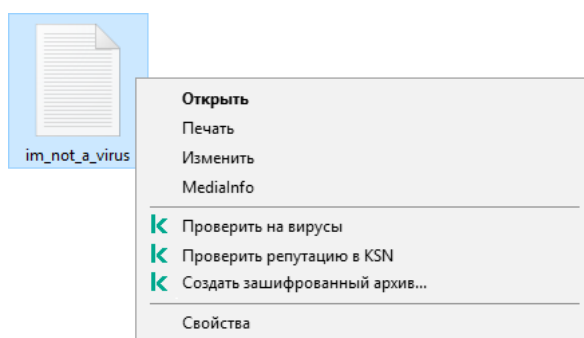 im_not_a_virus
Открыть
Печать
Изменить
MediaInfo
Проверить на вирусы
Проверить репутацию в KSN
Создать зашифрованный архив...
Свойства